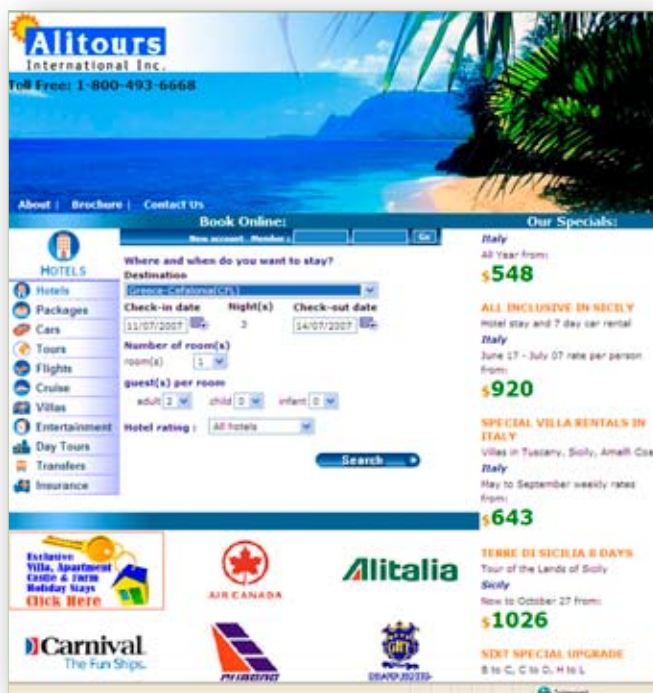 Alitours
International Inc.
Toll Free: 1-800-493-6668
About | Brochure | Contact Us
Book Online:
New account Member: Go
HOTELS
Hotels
Packages
Cars
Tours
Flights
Cruise
Villas
Entertainment
Day Tours
Transfers
Insurance
Where and when do you want to stay?
Destination
Greece-Cefalonia(CFL)
Check-in date Night(s) Check-out date
11/07/2007 3 14/07/2007
Number of room(s)
room(s) 1
guest(s) per room
adult 2 child 0 infant 0
Hotel rating : All hotels
Search
Our Specials:
Italy
All Year from:
$548
ALL INCLUSIVE IN SICILY
Hotel stay and 7 day car rental
Italy
June 17 - July 07 rate per person
from:
$920
SPECIAL VILLA RENTALS IN
ITALY
Villas in Tuscany, Sicily, Amalfi Coa
Italy
May to September weekly rates
from:
$643
TERRE DI SICILIA 8 DAYS
Tour of the Lands of Sicily
Sicily
Now to October 27 from:
$1026
SIXT SPECIAL UPGRADE
B to C, C to D, H to L
Exclusive
Villa, Apartment
Castle & Farm
Holiday Stays
Click Here
AIR CANADA
Alitalia
Carnival
The Fun Ships.
Internet